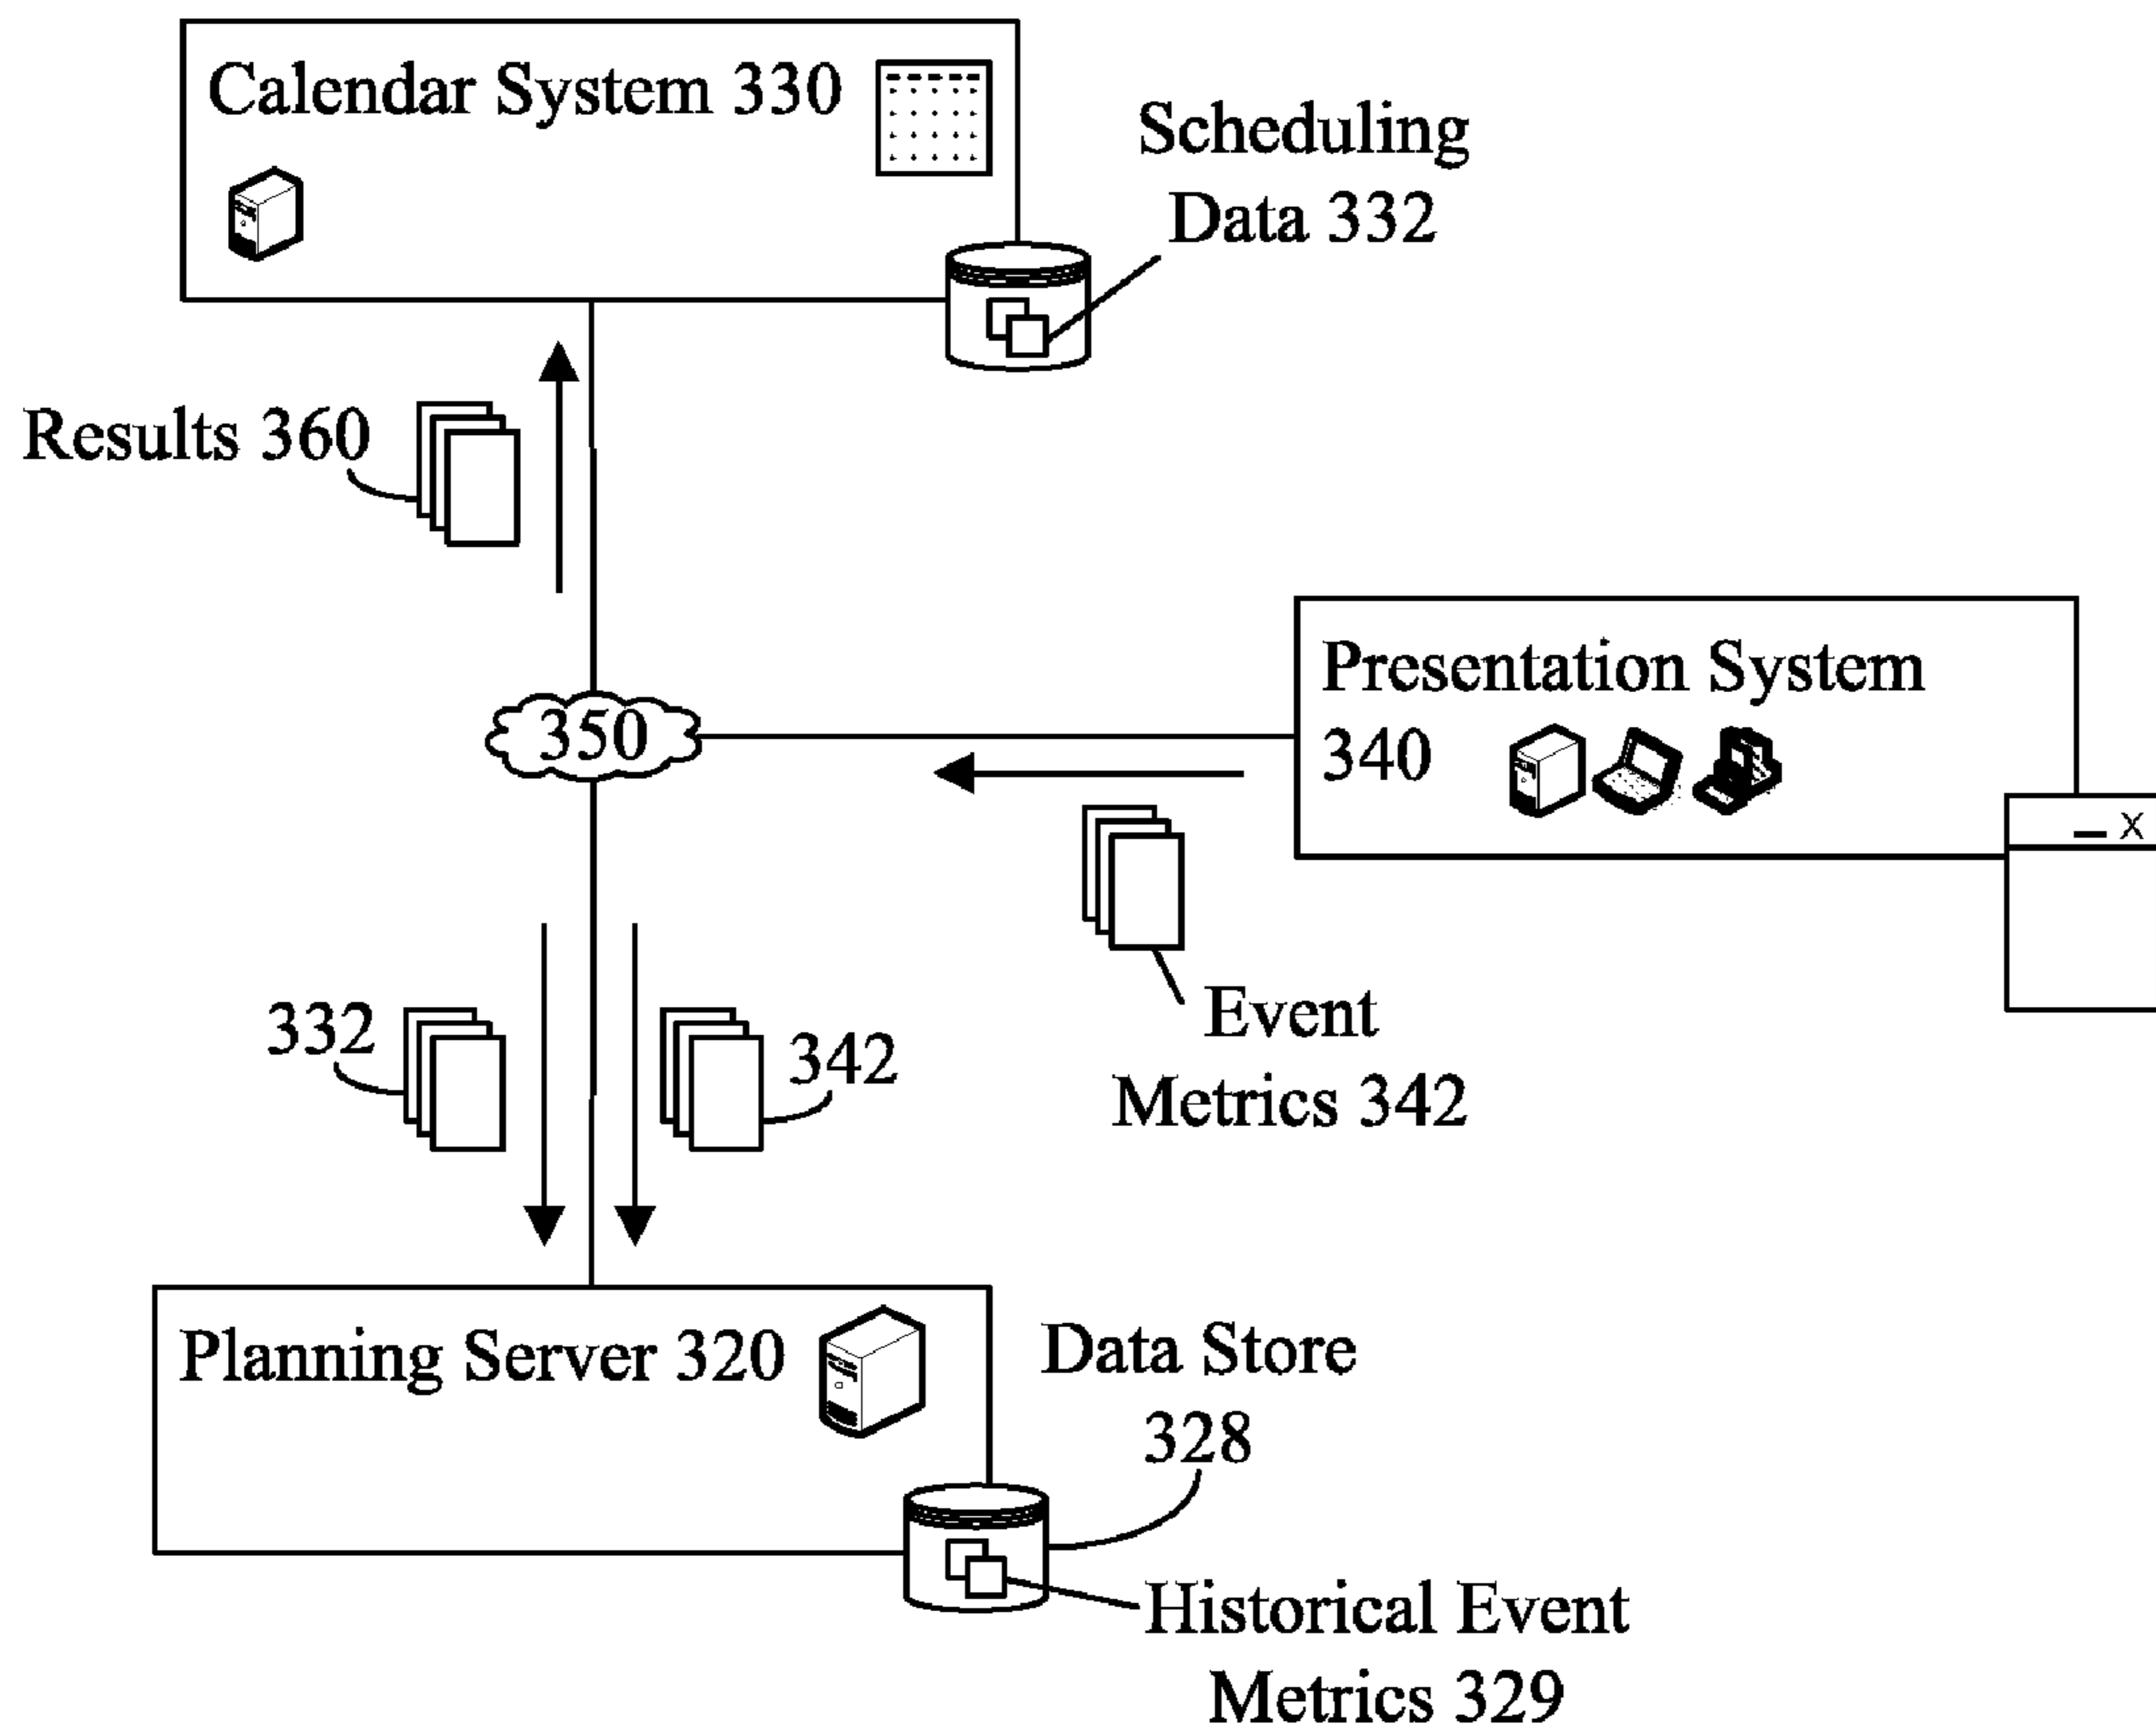 Calendar System 330
Scheduling
Data 332
Results 360
Presentation System
340
350
X
Event
Metrics 342
332
342
Planning Server 320
Data Store
328
Historical Event
Metrics 329